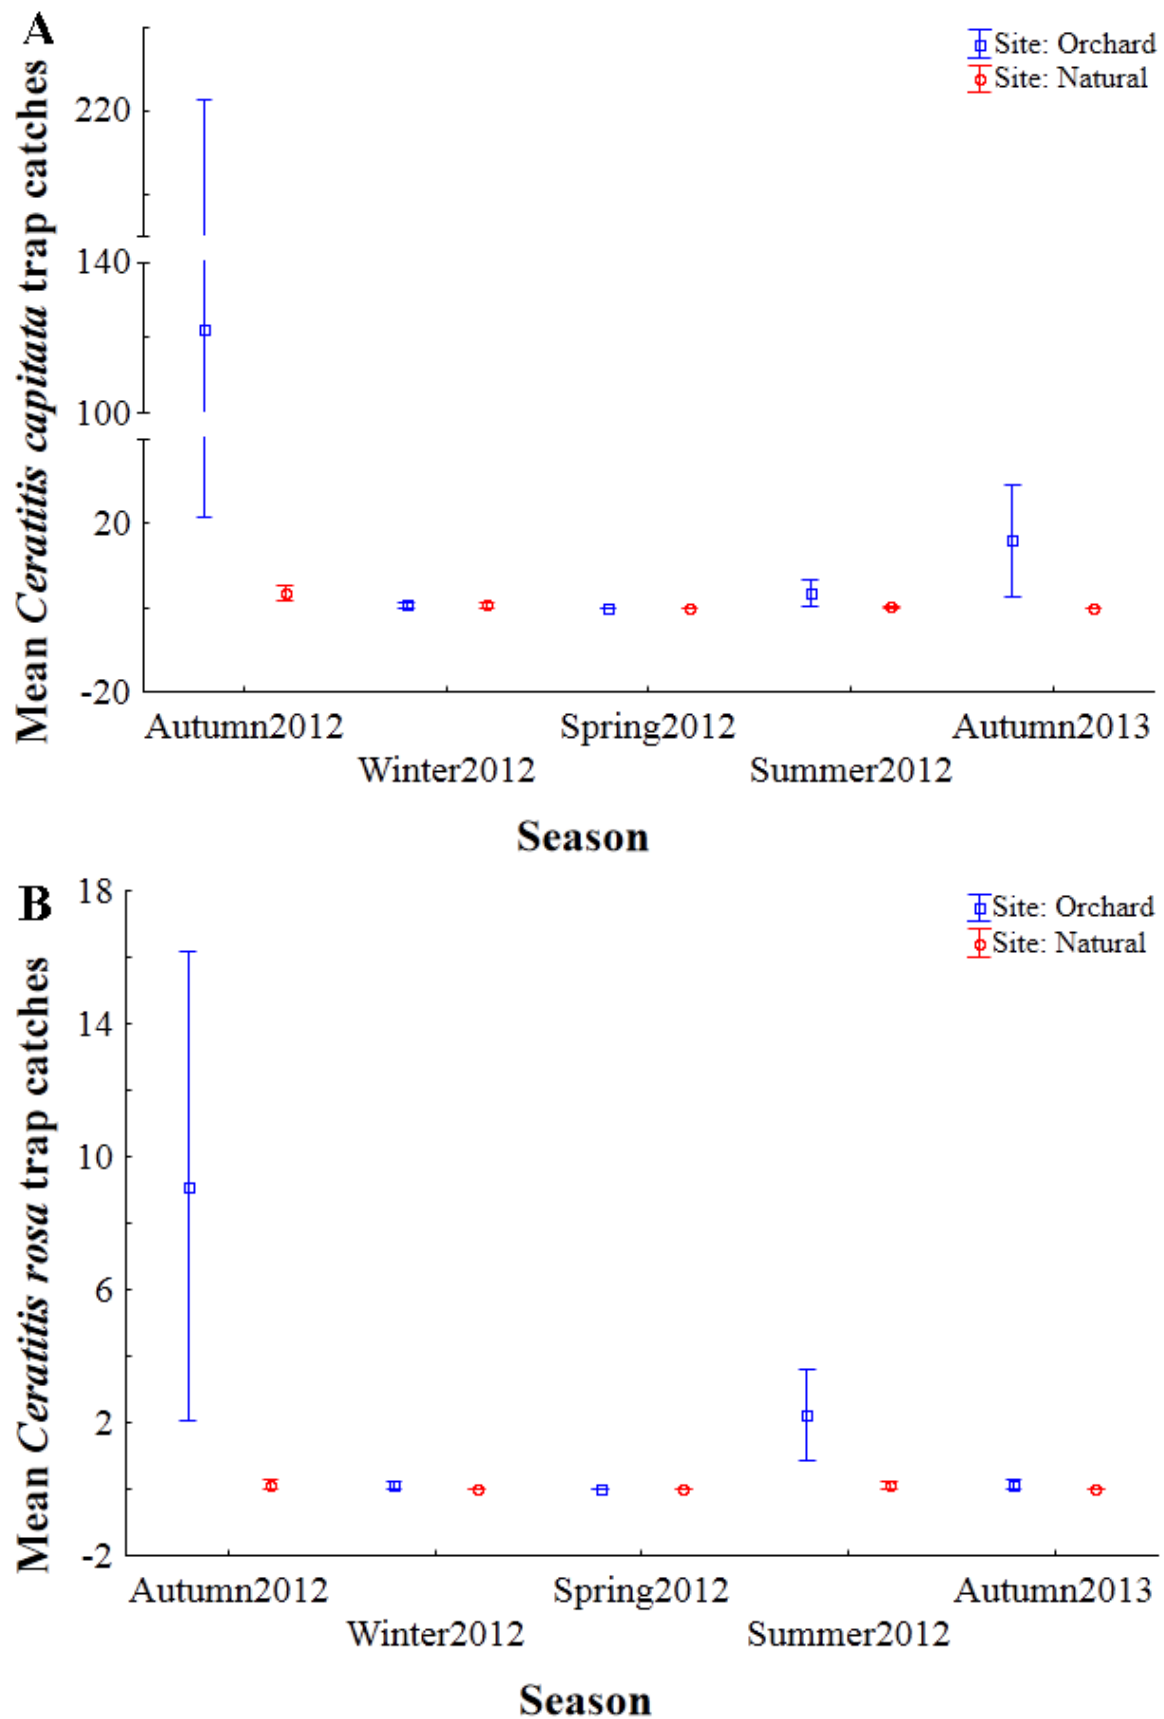 A
Mean Ceratitis capitata trap catches
Site: Orchard
Site: Natural
220
140
100
20
-20
Autumn2012
Winter2012
Spring2012
Summer2012
Autumn2013
Season
B
Mean Ceratitis rosa trap catches
Site: Orchard
Site: Natural
18
14
10
6
2
-2
Autumn2012
Winter2012
Spring2012
Summer2012
Autumn2013
Season